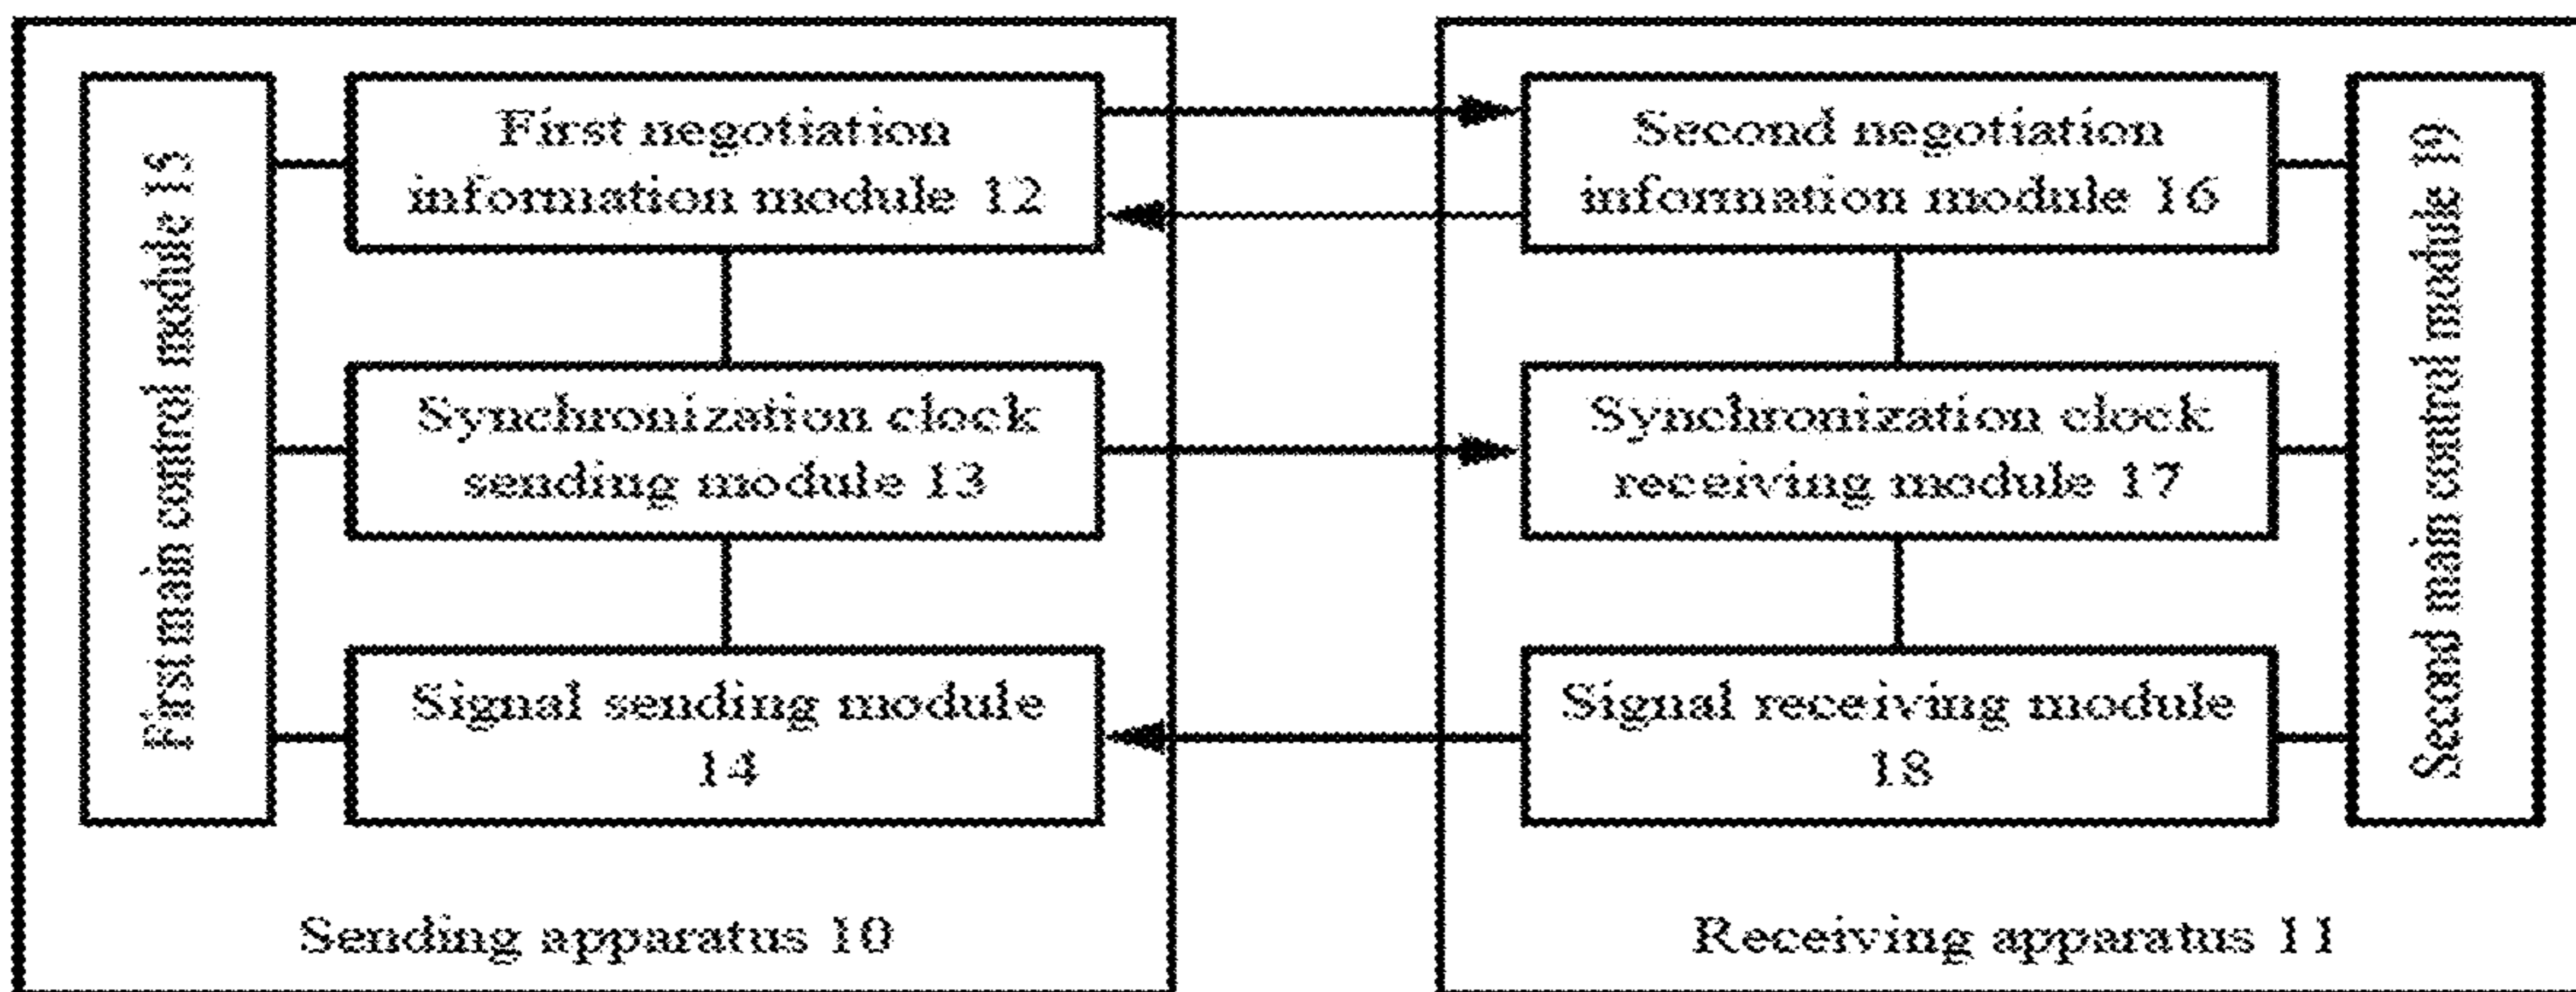 First main control module 15
First negotiation
information module 12
Synchronization clock
sending module 13
Signal sending module
14
Sending apparatus 10
Second negotiation
information module 16
Synchronization clock
receiving module 17
Signal receiving module
18
Second main control module 19
Receiving apparatus 11